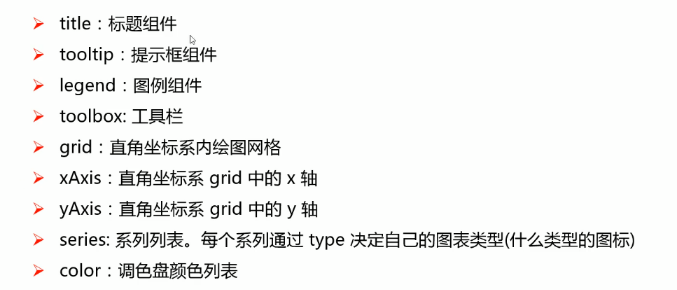 title：标题组件
tooltip：提示框组件
legend：图例组件
toolbox: 工具栏
grid：直角坐标系内绘图网格
xAxis：直角坐标系 grid 中的 x 轴
yAxis：直角坐标系 grid 中的 y 轴
series: 系列列表。每个系列通过 type 决定自己的图表类型(什么类型的图标)
color：调色盘颜色列表